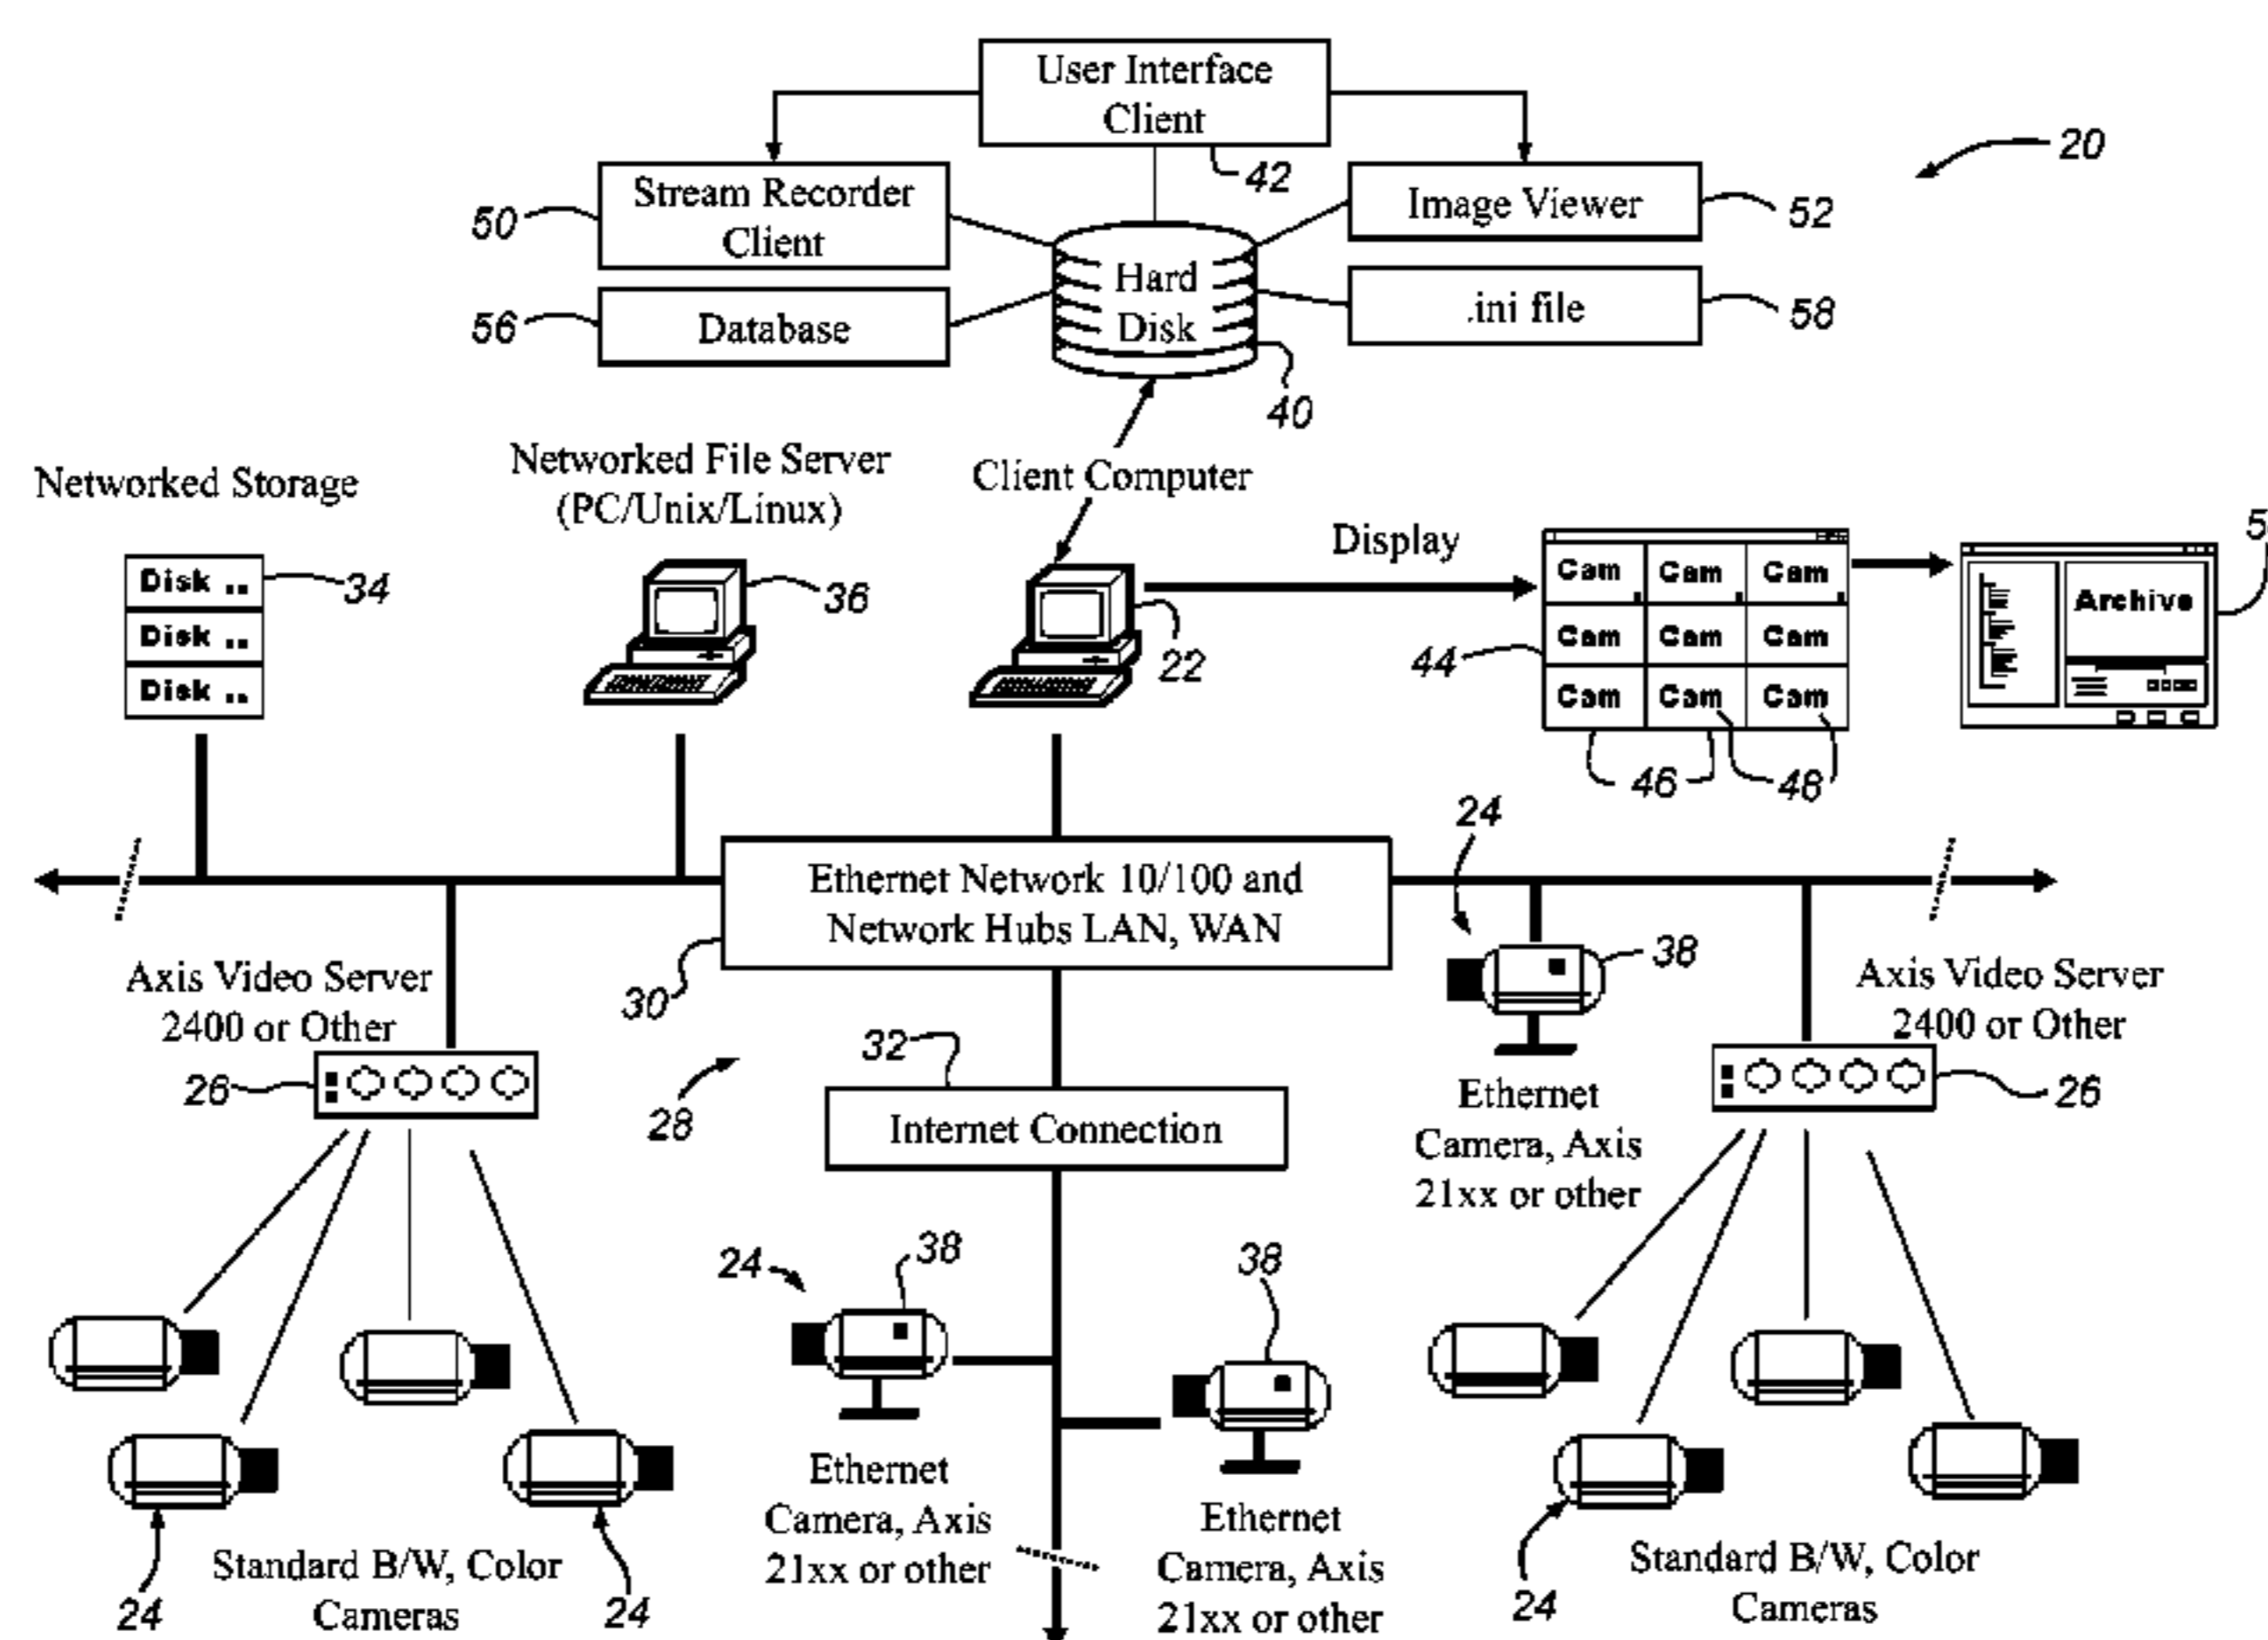 User Interface
Client
20
42
Stream Recorder
Client
50
Image Viewer
52
Hard
Disk
Database
56
.ini file
58
40
Networked Storage
Networked File Server
(PC/Unix/Linux)
Client Computer
Display
5
Disk ..
Disk ..
Disk ..
34
36
22
Cam Cam Cam
Cam Cam Cam
Cam Cam Cam
44
46
48
Archive
24
Ethernet Network 10/100 and
Network Hubs LAN, WAN
30
38
Axis Video Server
2400 or Other
26
28
32
Internet Connection
Ethernet
Camera, Axis
21xx or other
Axis Video Server
2400 or Other
26
24
38
38
Ethernet
Camera, Axis
21xx or other
Ethernet
Camera, Axis
21xx or other
24
Standard B/W, Color
Cameras
24
24
Standard B/W, Color
Cameras